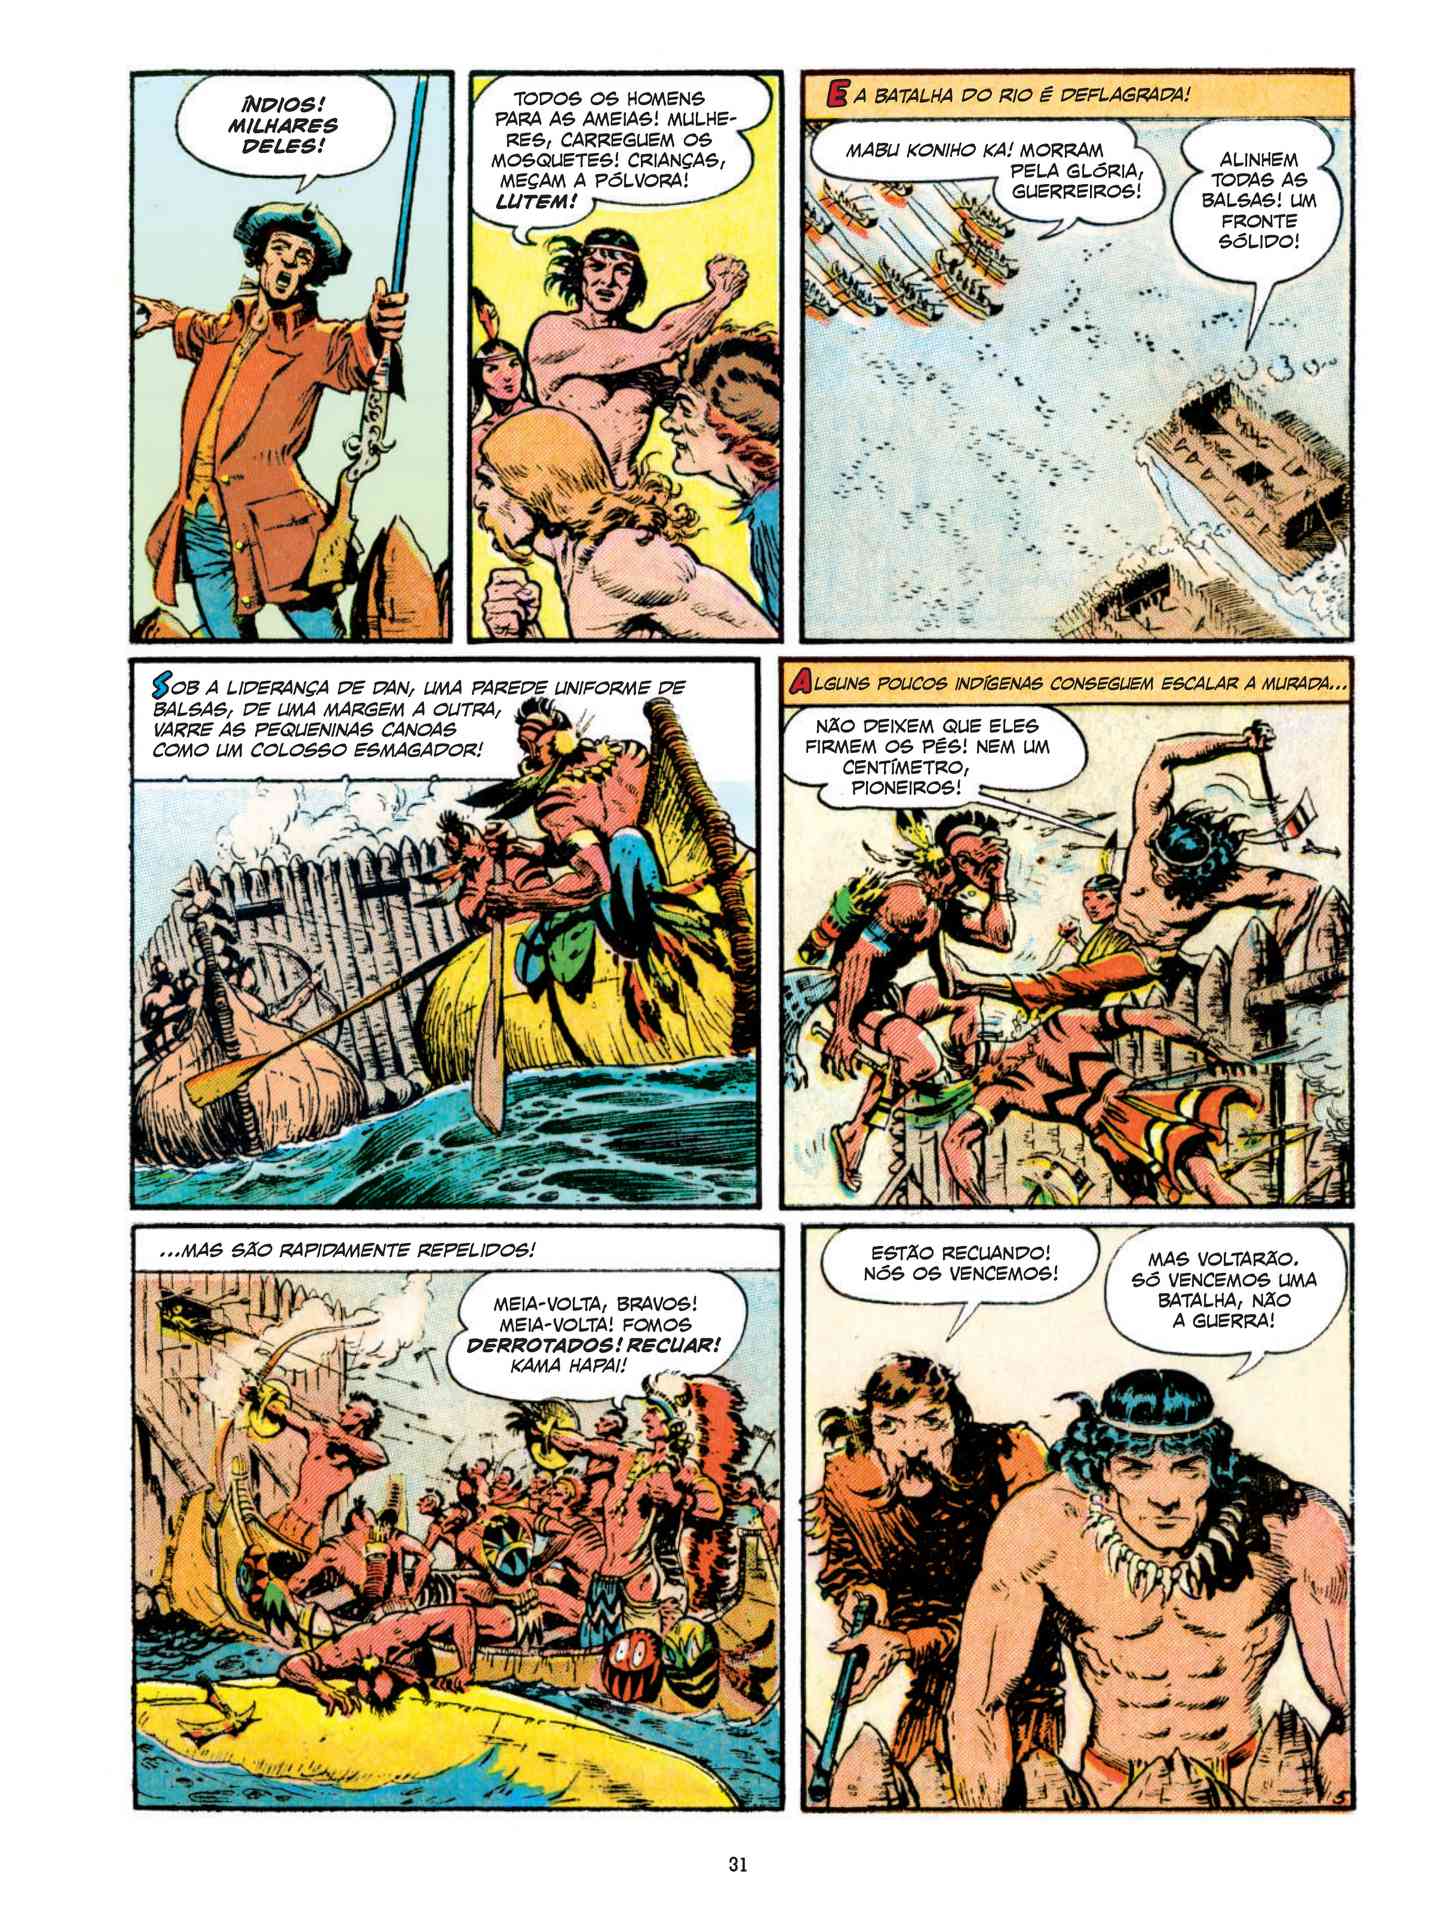 ÍNDIOS!
MILHARES
DELES!
TODOS OS HOMENS
PARA AS AMEIAS! MULHE-
RES, CARREGUEM OS
MOSQUETES! CRIANÇAS,
MEÇAM A PÓLVORA!
LUTEM!
E A BATALHA DO RIO É DEFLAGRADA!
MABU KONIHO KA! MORRAM
PELA GLÓRIA,
GUERREIROS!
ALINHEM
TODAS AS
BALSAS! UM
FRONTE
SÓLIDO!
SOB A LIDERANÇA DE DAN, UMA PAREDE UNIFORME DE
BALSAS, DE UMA MARGEM A OUTRA,
VARRE AS PEQUENINAS CANOAS
COMO UM COLOSSO ESMAGADOR!
ALGUNS POUCOS INDÍGENAS CONSEGUEM ESCALAR A MURADA...
NÃO DEIXEM QUE ELES
FIRMEM OS PÉS! NEM UM
CENTÍMETRO,
PIONEIROS!
...MAS SÃO RAPIDAMENTE REPELIDOS!
MEIA-VOLTA, BRAVOS!
MEIA-VOLTA! FOMOS
DERROTADOS! RECUAR!
KAMA HAPAI!
ESTÃO RECUANDO!
NÓS OS VENCEMOS!
MAS VOLTARÃO.
SÓ VENCEMOS UMA
BATALHA, NÃO
A GUERRA!
5
31